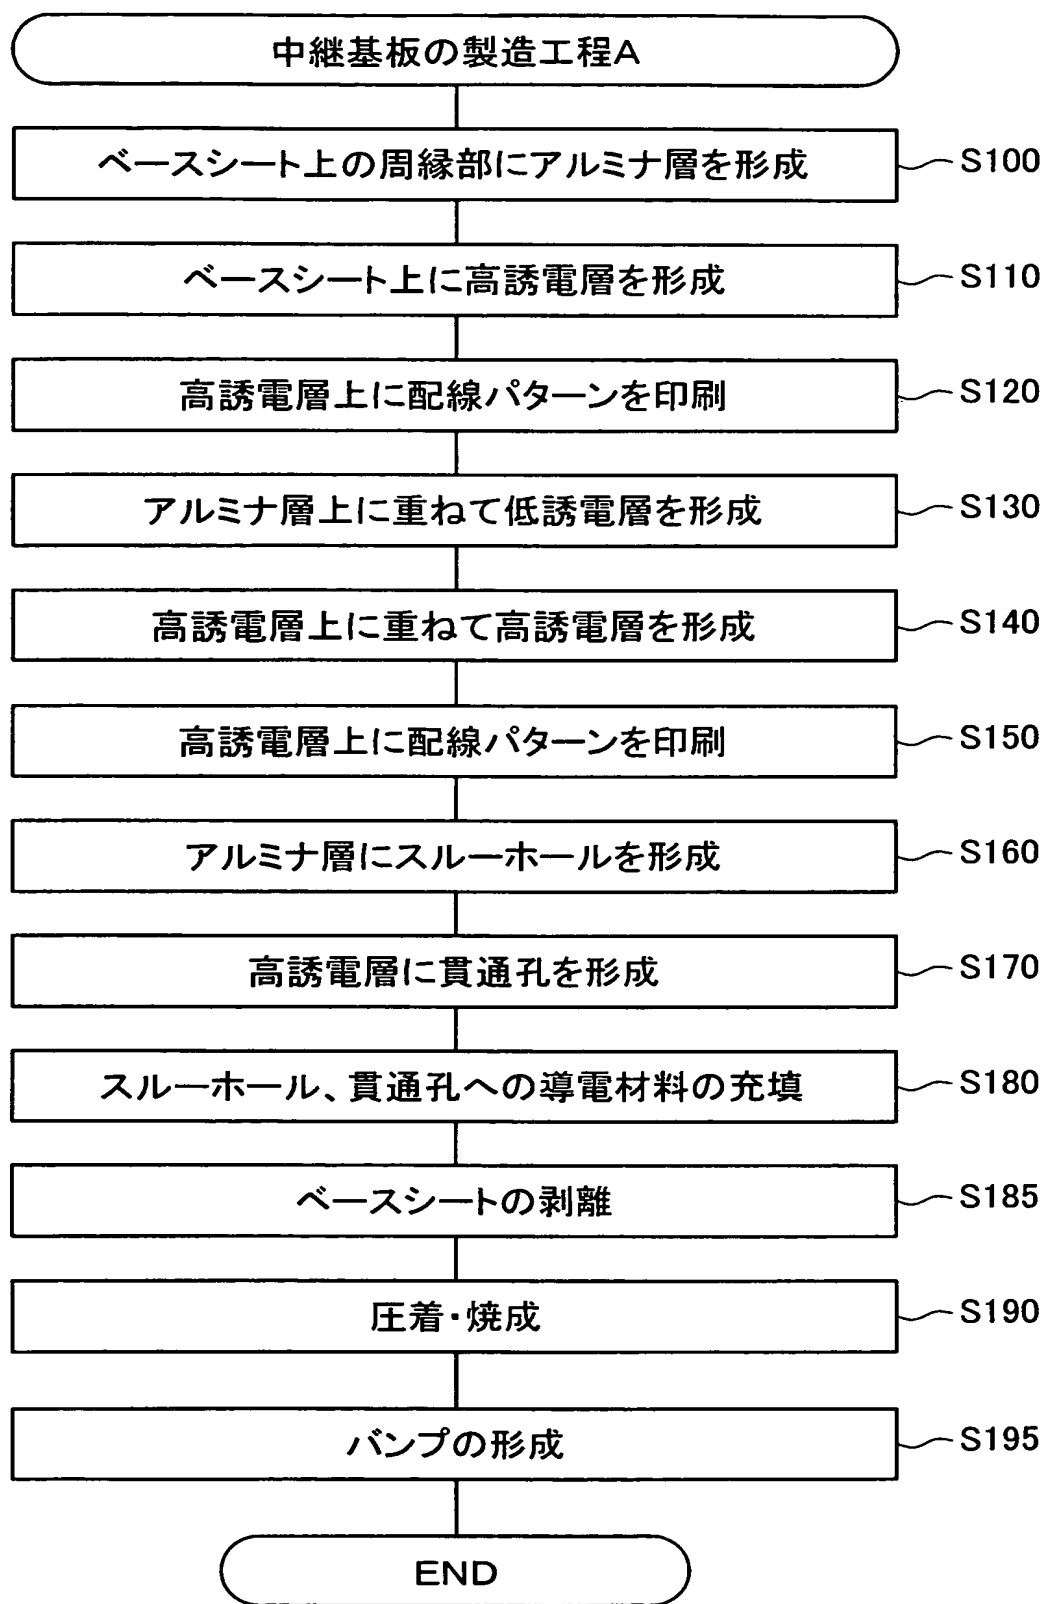 中継基板の製造工程A
ベースシート上の周縁部にアルミナ層を形成 S100
ベースシート上に高誘電層を形成 S110
高誘電層上に配線パターンを印刷 S120
アルミナ層上に重ねて低誘電層を形成 S130
高誘電層上に重ねて高誘電層を形成 S140
高誘電層上に配線パターンを印刷 S150
アルミナ層にスルーホールを形成 S160
高誘電層に貫通孔を形成 S170
スルーホール、貫通孔への導電材料の充填 S180
ベースシートの剥離 S185
圧着・焼成 S190
バンプの形成 S195
END